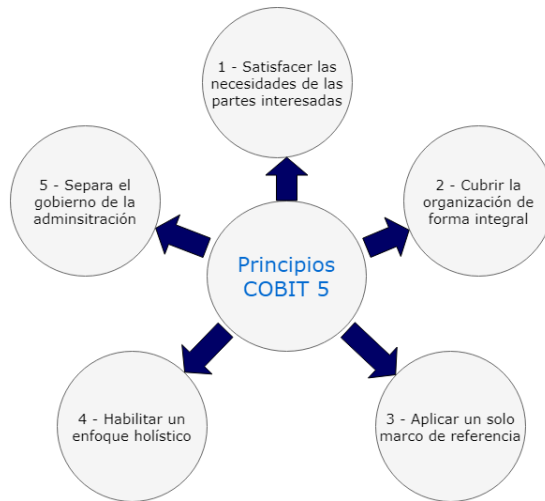 1 - Satisfacer las
necesidades de las
partes interesadas
5 - Separa el
gobierno de la
adminsitración
2 - Cubrir la
organización de
forma integral
Principios
COBIT 5
4 - Habilitar un
enfoque holístico
3 - Aplicar un solo
marco de referencia